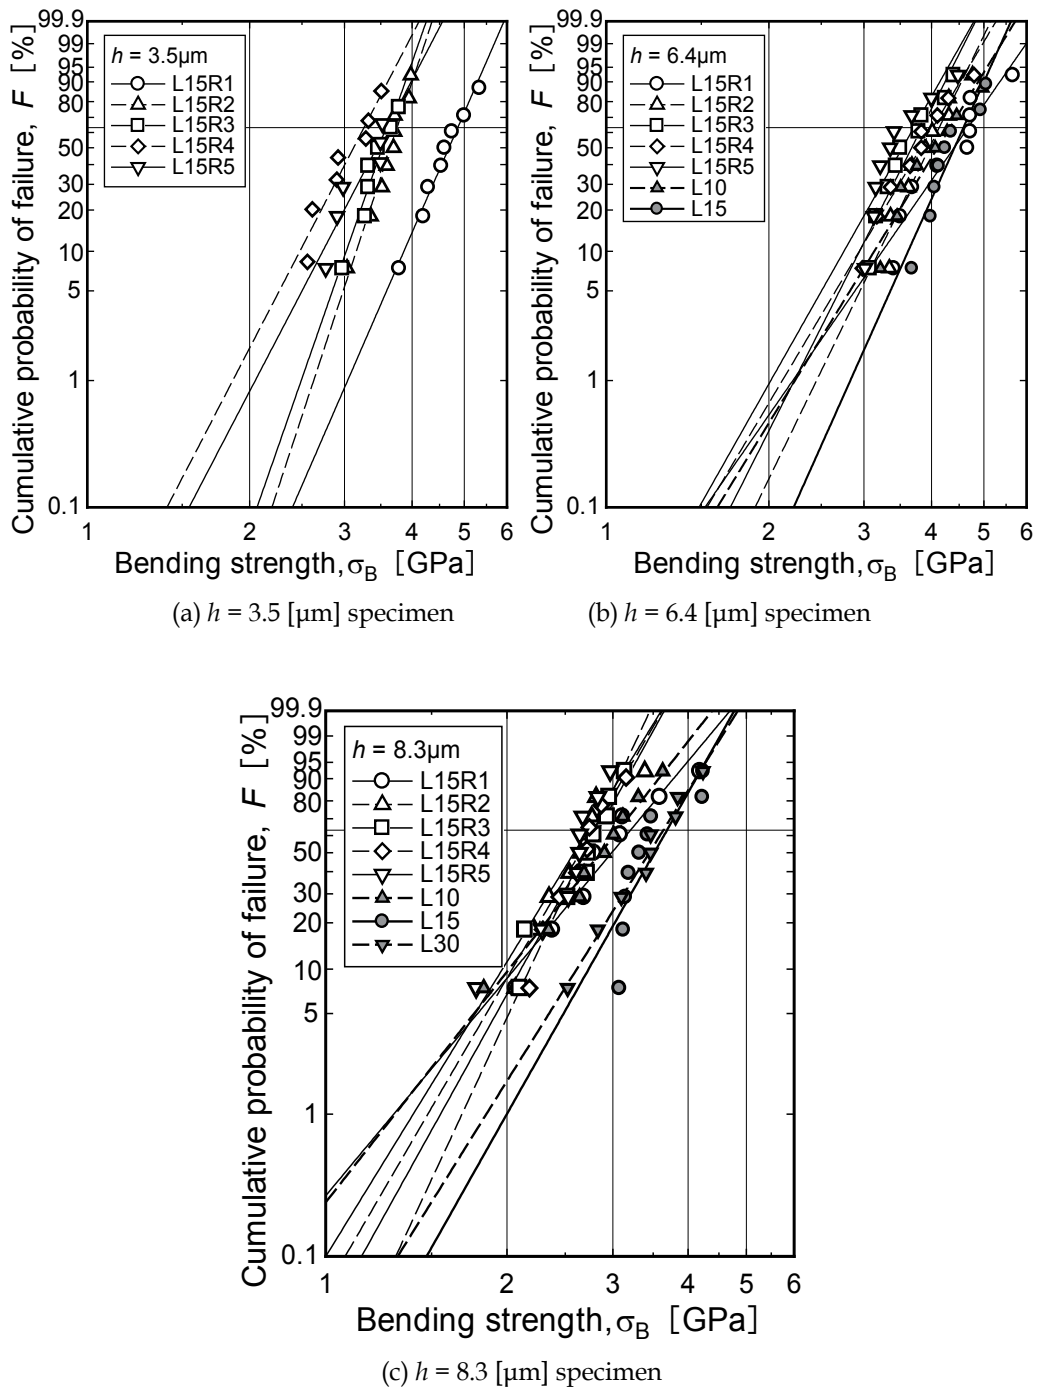 Cumulative probability of failure, F [%]
99.9
99
95
90
80
50
30
20
10
5
1
0.1
h = 3.5µm
L15R1
L15R2
L15R3
L15R4
L15R5
1 2 3 4 5 6
Bending strength,σB [GPa]
(a) h = 3.5 [µm] specimen
Cumulative probability of failure, F [%]
99.9
99
95
90
80
50
30
20
10
5
1
0.1
h = 6.4µm
L15R1
L15R2
L15R3
L15R4
L15R5
L10
L15
1 2 3 4 5 6
Bending strength,σB [GPa]
(b) h = 6.4 [µm] specimen
Cumulative probability of failure, F [%]
99.9
99
95
90
80
50
30
20
10
5
1
0.1
h = 8.3µm
L15R1
L15R2
L15R3
L15R4
L15R5
L10
L15
L30
1 2 3 4 5 6
Bending strength,σB [GPa]
(c) h = 8.3 [µm] specimen